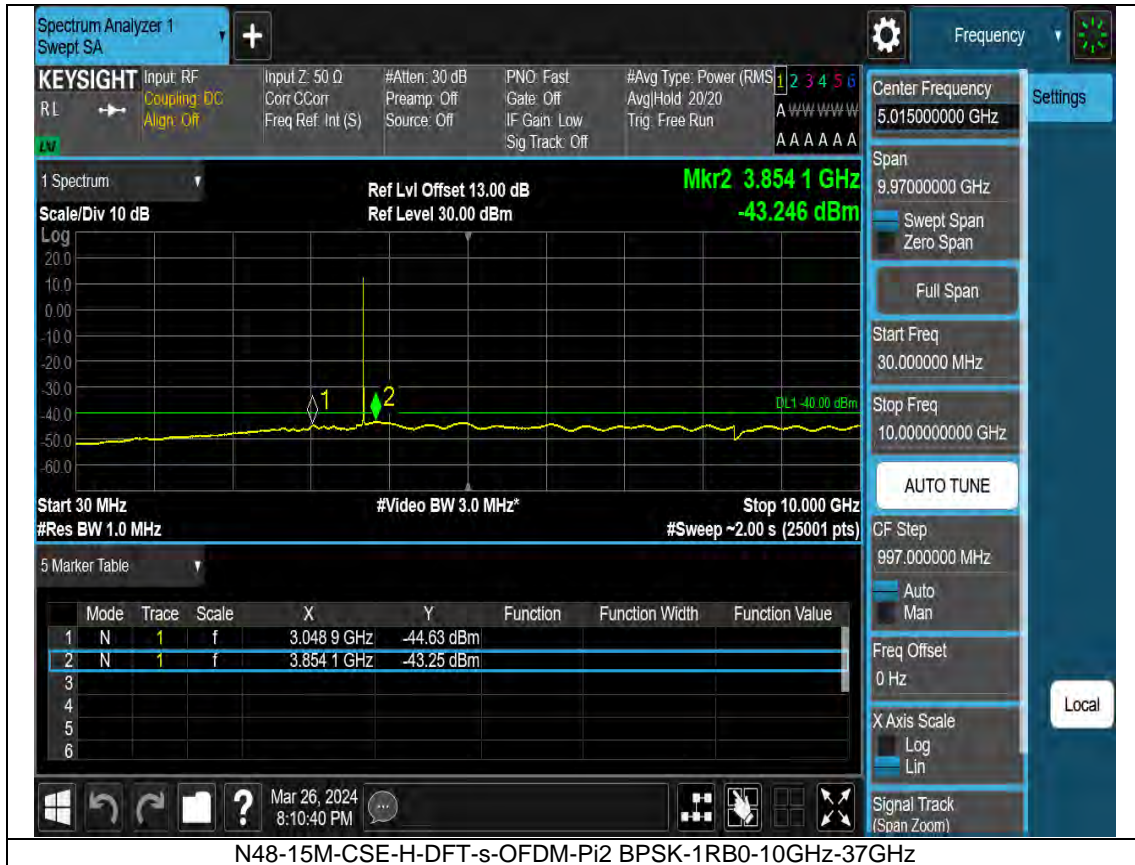 Spectrum Analyzer 1
Swept SA
Frequency
KEYSIGHT Input: RF Input Z: 50 Ω #Atten: 30 dB PNO: Fast #Avg Type: Power (RMS 1 2 3 4 5 6
RL Coupling: DC Corr CCorr Preamp: Off Gate: Off Avg|Hold: 20/20 A W W W W W
Align: Off Freq Ref: Int (S) Source: Off IF Gain: Low Trig: Free Run
Sig Track: Off A A A A A A
1 Spectrum
Ref Lvl Offset 13.00 dB Mkr2 3.854 1 GHz
Scale/Div 10 dB Ref Level 30.00 dBm -43.246 dBm
Log
20.0
10.0
0.00
-10.0
-20.0
-30.0
1 2
DL1 -40.00 dBm
-40.0
-50.0
-60.0
Start 30 MHz #Video BW 3.0 MHz* Stop 10.000 GHz
#Res BW 1.0 MHz #Sweep ~2.00 s (25001 pts)
5 Marker Table
Mode Trace Scale X Y Function Function Width Function Value
1 N 1 f 3.048 9 GHz -44.63 dBm
2 N 1 f 3.854 1 GHz -43.25 dBm
3
4
5
6
Mar 26, 2024
8:10:40 PM
Center Frequency
5.015000000 GHz
Settings
Span
9.97000000 GHz
Swept Span
Zero Span
Full Span
Start Freq
30.000000 MHz
Stop Freq
10.000000000 GHz
AUTO TUNE
CF Step
997.000000 MHz
Auto
Man
Freq Offset
0 Hz
Local
X Axis Scale
Log
Lin
Signal Track
(Span Zoom)
N48-15M-CSE-H-DFT-s-OFDM-Pi2 BPSK-1RB0-10GHz-37GHz